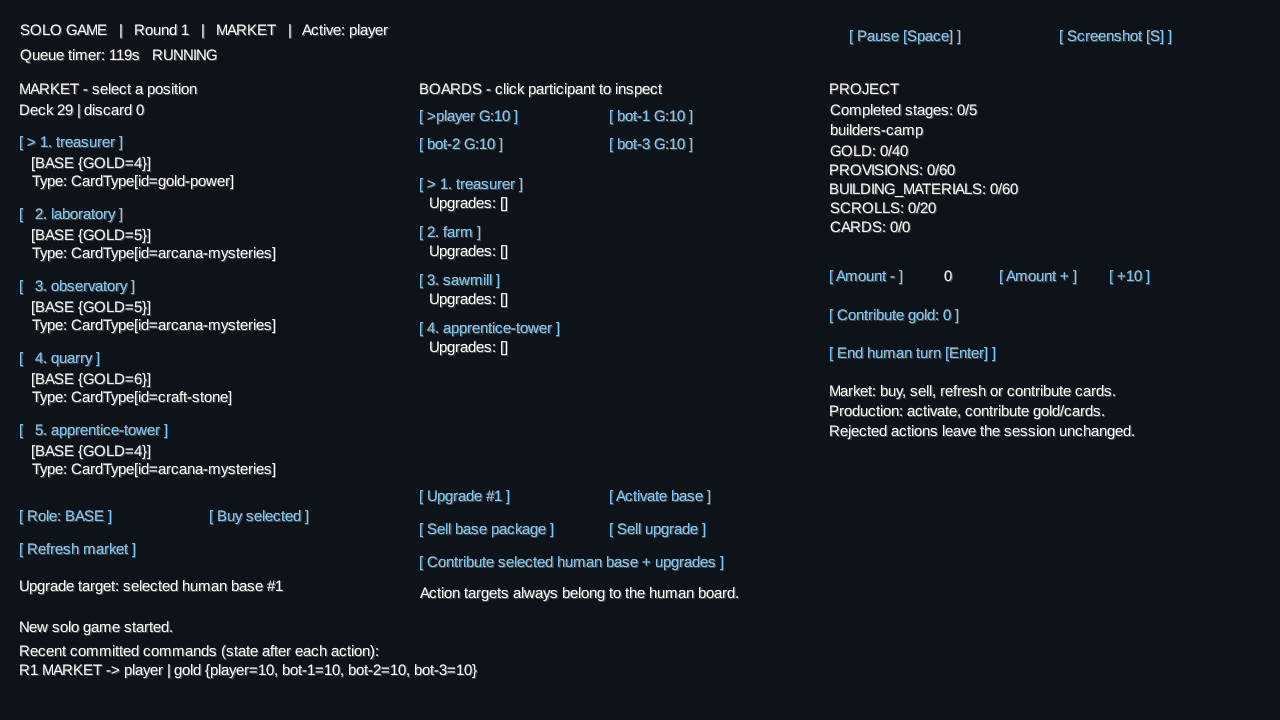 SOLO GAME | Round 1 | MARKET | Active: player
Queue timer: 119s RUNNING
[ Pause [Space] ]
[ Screenshot [S] ]
MARKET - select a position
Deck 29 | discard 0
[ > 1. treasurer ]
[BASE {GOLD=4}]
Type: CardType[id=gold-power]
[ 2. laboratory ]
[BASE {GOLD=5}]
Type: CardType[id=arcana-mysteries]
[ 3. observatory ]
[BASE {GOLD=5}]
Type: CardType[id=arcana-mysteries]
[ 4. quarry ]
[BASE {GOLD=6}]
Type: CardType[id=craft-stone]
[ 5. apprentice-tower ]
[BASE {GOLD=4}]
Type: CardType[id=arcana-mysteries]
[ Role: BASE ]
[ Buy selected ]
[ Refresh market ]
Upgrade target: selected human base #1
BOARDS - click participant to inspect
[ >player G:10 ]
[ bot-1 G:10 ]
[ bot-2 G:10 ]
[ bot-3 G:10 ]
[ > 1. treasurer ]
Upgrades: []
[ 2. farm ]
Upgrades: []
[ 3. sawmill ]
Upgrades: []
[ 4. apprentice-tower ]
Upgrades: []
[ Upgrade #1 ]
[ Activate base ]
[ Sell base package ]
[ Sell upgrade ]
[ Contribute selected human base + upgrades ]
Action targets always belong to the human board.
PROJECT
Completed stages: 0/5
builders-camp
GOLD: 0/40
PROVISIONS: 0/60
BUILDING_MATERIALS: 0/60
SCROLLS: 0/20
CARDS: 0/0
[ Amount - ]
0
[ Amount + ]
[ +10 ]
[ Contribute gold: 0 ]
[ End human turn [Enter] ]
Market: buy, sell, refresh or contribute cards.
Production: activate, contribute gold/cards.
Rejected actions leave the session unchanged.
New solo game started.
Recent committed commands (state after each action):
R1 MARKET -> player | gold {player=10, bot-1=10, bot-2=10, bot-3=10}